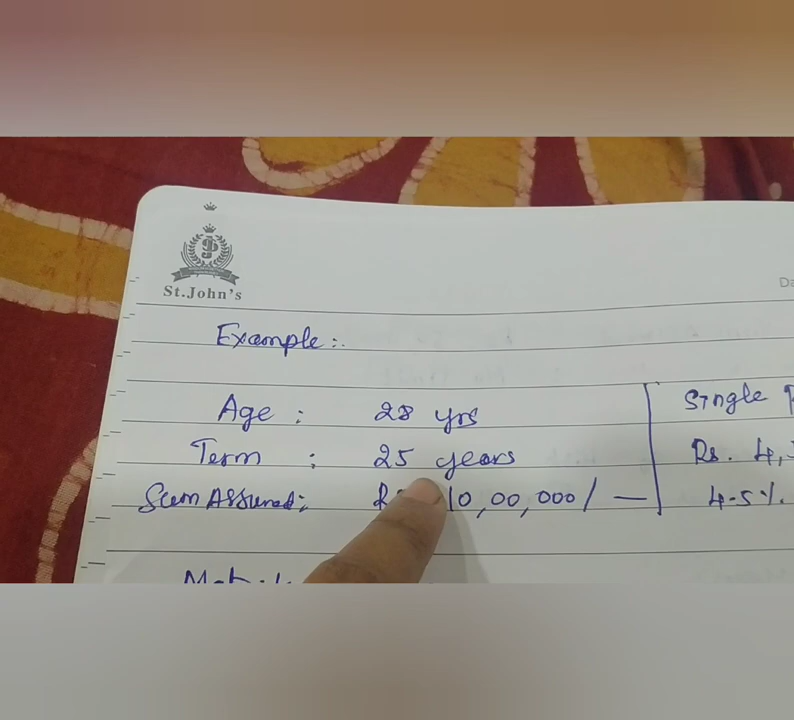 St.John's
Example :.
Age : 28 yrs
Term : 25 years
Sum Assured: 10,00,000/ —
Single
Rs. 4,
4.5%.